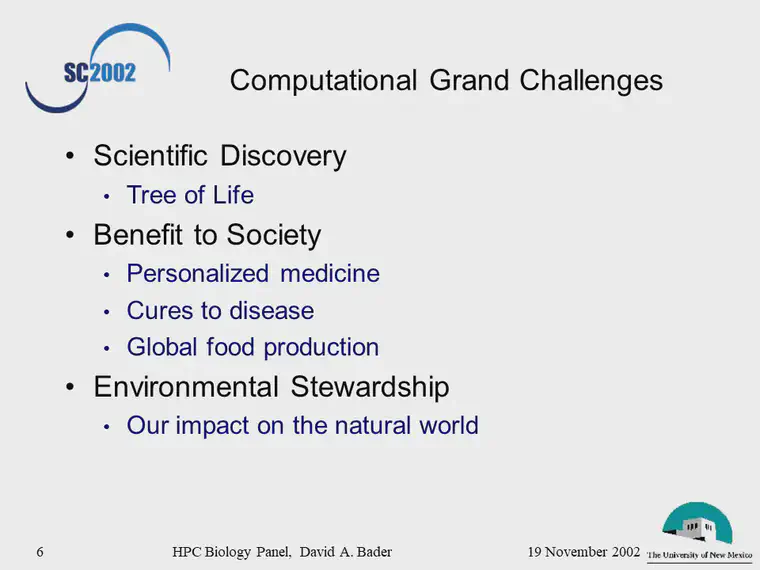 SC2002
Computational Grand Challenges
• Scientific Discovery
• Tree of Life
• Benefit to Society
• Personalized medicine
• Cures to disease
• Global food production
• Environmental Stewardship
• Our impact on the natural world
6 HPC Biology Panel, David A. Bader 19 November 2002
The University of New Mexico